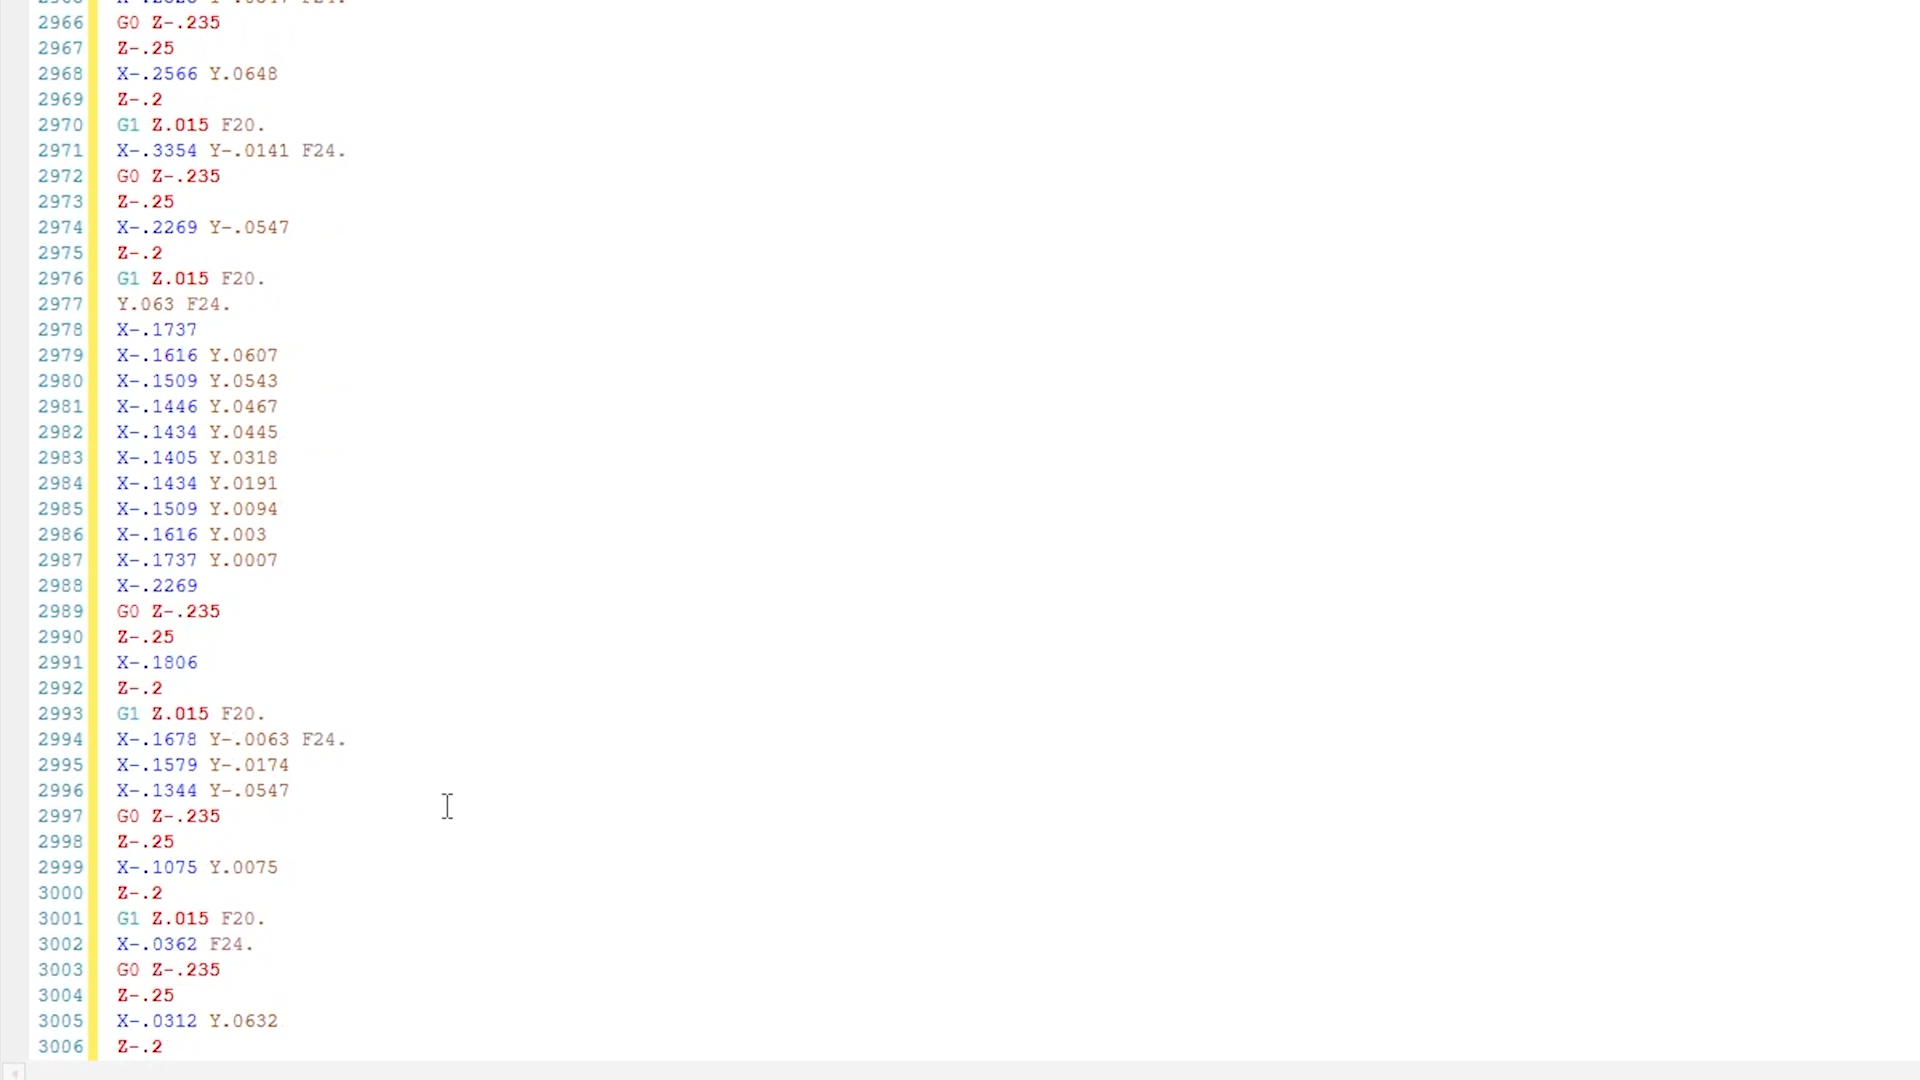 2966 G0 Z-.235
2967 Z-.25
2968 X-.2566 Y.0648
2969 Z-.2
2970 G1 Z.015 F20.
2971 X-.3354 Y-.0141 F24.
2972 G0 Z-.235
2973 Z-.25
2974 X-.2269 Y-.0547
2975 Z-.2
2976 G1 Z.015 F20.
2977 Y.063 F24.
2978 X-.1737
2979 X-.1616 Y.0607
2980 X-.1509 Y.0543
2981 X-.1446 Y.0467
2982 X-.1434 Y.0445
2983 X-.1405 Y.0318
2984 X-.1434 Y.0191
2985 X-.1509 Y.0094
2986 X-.1616 Y.003
2987 X-.1737 Y.0007
2988 X-.2269
2989 G0 Z-.235
2990 Z-.25
2991 X-.1806
2992 Z-.2
2993 G1 Z.015 F20.
2994 X-.1678 Y-.0063 F24.
2995 X-.1579 Y-.0174
2996 X-.1344 Y-.0547
2997 G0 Z-.235
2998 Z-.25
2999 X-.1075 Y.0075
3000 Z-.2
3001 G1 Z.015 F20.
3002 X-.0362 F24.
3003 G0 Z-.235
3004 Z-.25
3005 X-.0312 Y.0632
3006 Z-.2